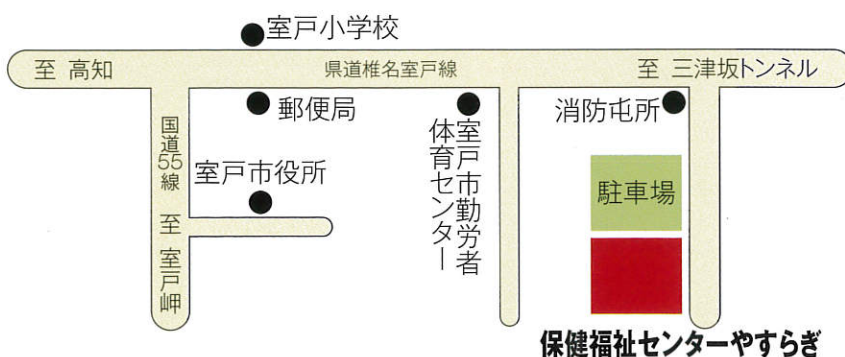 室戸小学校
至 高知
県道椎名室戸線
至 三津坂トンネル
郵便局
消防屯所
国道55線
至 室戸岬
室戸市役所
室戸市勤労者
体育センター
駐車場
保健福祉センターやすらぎ